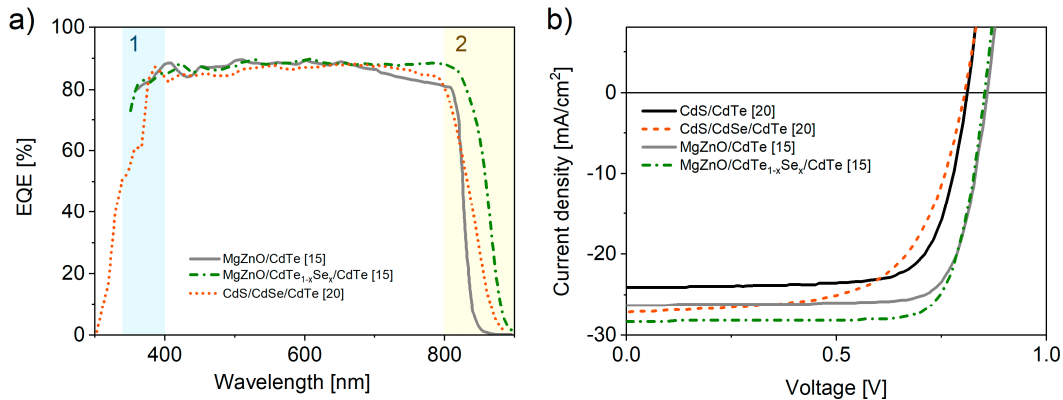 a)
1
2
100
80
60
40
20
0
EQE [%]
MgZnO/CdTe [15]
MgZnO/CdTe₁₋ₓSeₓ/CdTe [15]
CdS/CdSe/CdTe [20]
400
600
800
Wavelength [nm]
b)
0
-10
-20
-30
Current density [mA/cm²]
CdS/CdTe [20]
CdS/CdSe/CdTe [20]
MgZnO/CdTe [15]
MgZnO/CdTe₁₋ₓSeₓ/CdTe [15]
0.0
0.5
1.0
Voltage [V]